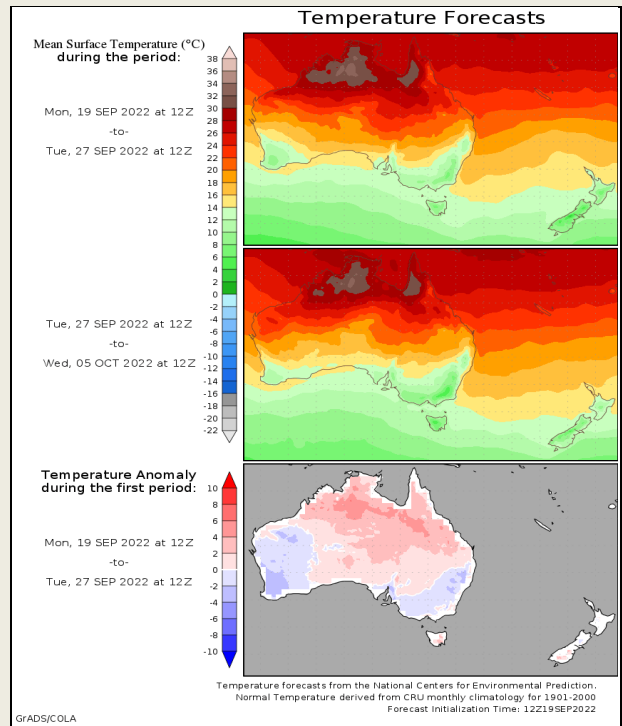 Temperature Forecasts
Mean Surface Temperature (°C)
during the period:
38
36
34
32
30
28
26
24
22
20
18
16
14
12
10
8
6
4
2
0
-2
-4
-6
-8
-10
-12
-14
-16
-18
-20
-22
Mon, 19 SEP 2022 at 12Z
-to-
Tue, 27 SEP 2022 at 12Z
Tue, 27 SEP 2022 at 12Z
-to-
Wed, 05 OCT 2022 at 12Z
Temperature Anomaly
during the first period:
10
8
6
4
2
0
-2
-4
-6
-8
-10
Mon, 19 SEP 2022 at 12Z
-to-
Tue, 27 SEP 2022 at 12Z
Temperature forecasts from the National Centers for Environmental Prediction.
Normal Temperature derived from CRU monthly climatology for 1901-2000
Forecast Initialization Time: 12Z19SEP2022
GrADS/COLA